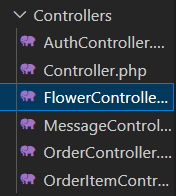 Controllers
AuthController....
Controller.php
FlowerControlle...
MessageControl...
OrderController....
OrderItemContr...